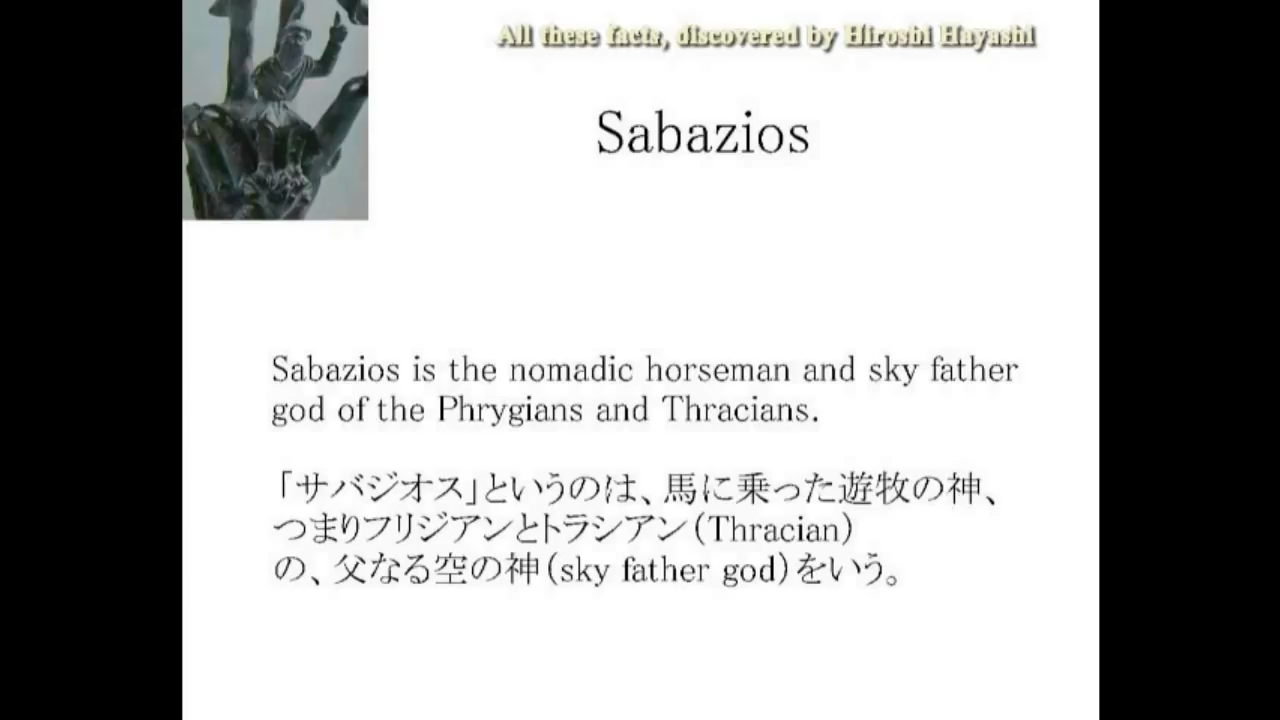 All these facts, discovered by Hiroshi Hayashi
Sabazios
Sabazios is the nomadic horseman and sky father
god of the Phrygians and Thracians.
「サバジオス」というのは、馬に乗った遊牧の神、
つまりフリジアンとトラシアン(Thracian)
の、父なる空の神(sky father god)をいう。